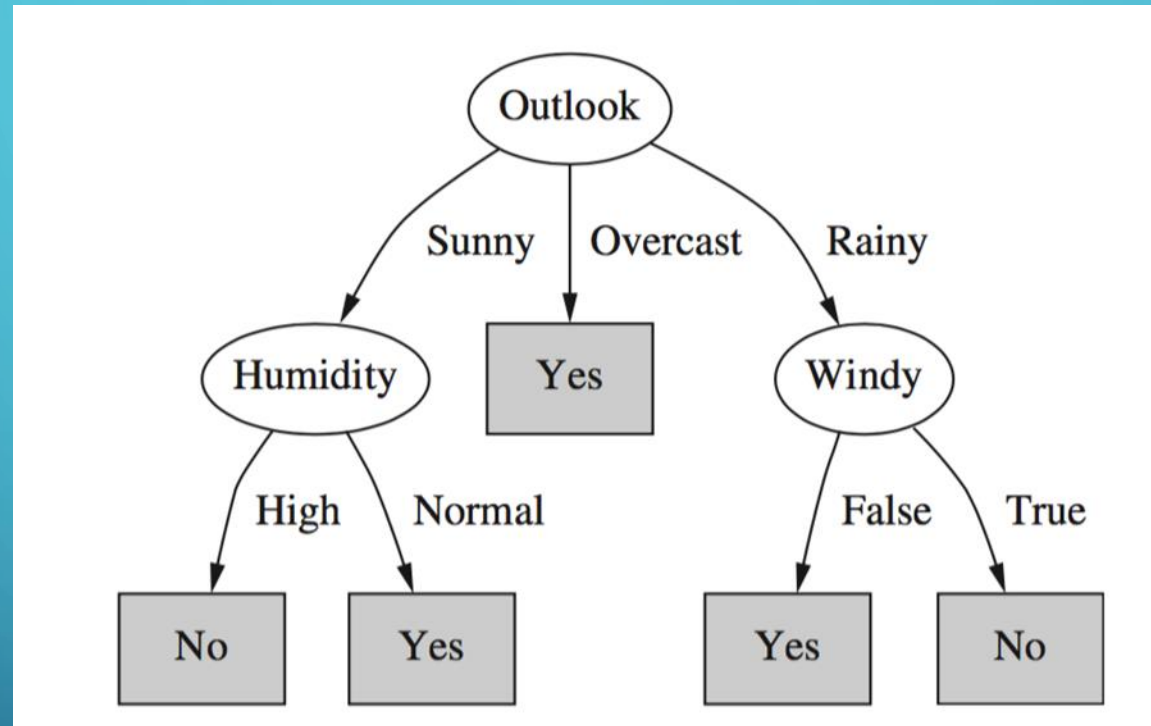 Outlook
Sunny
Overcast
Rainy
Humidity
Yes
Windy
High
Normal
False
True
No
Yes
Yes
No